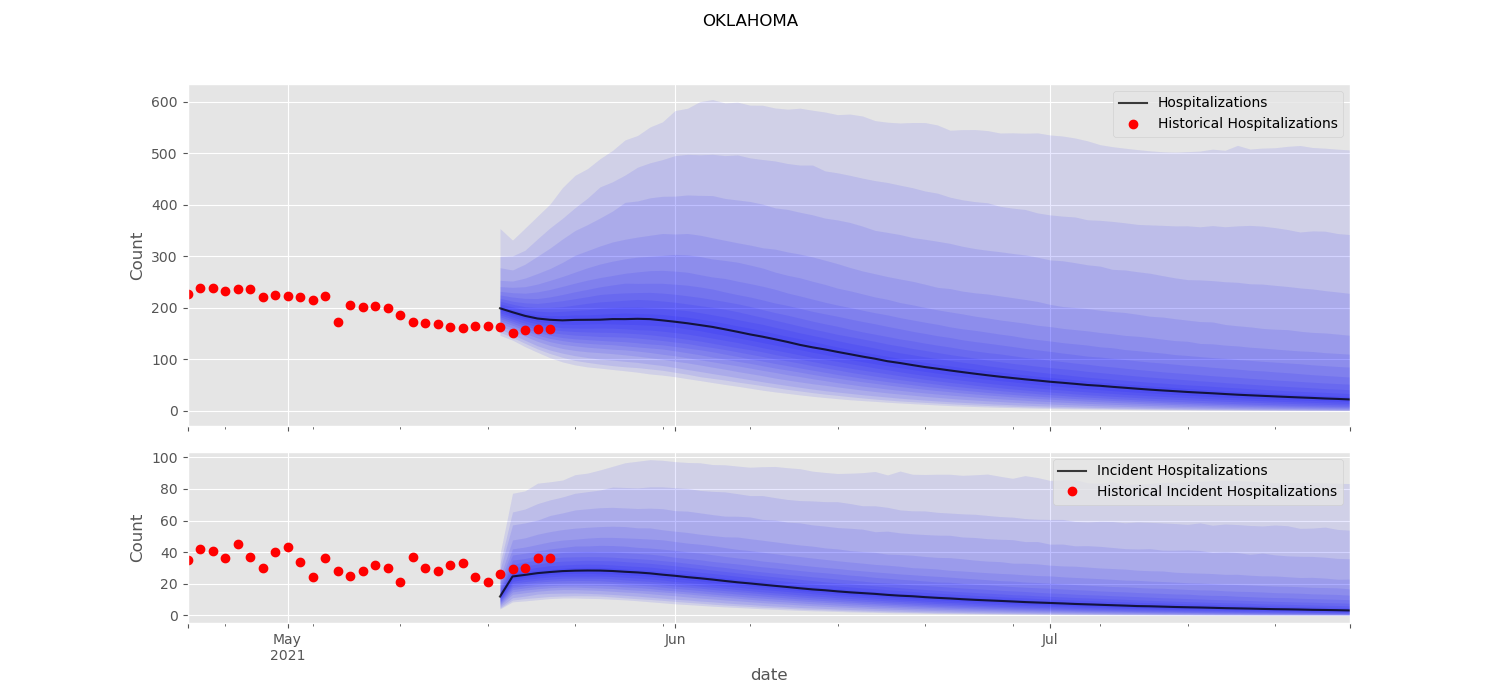 OKLAHOMA
600
500
400
300
200
100
0
Count
Hospitalizations
Historical Hospitalizations
100
80
60
40
20
0
Count
Incident Hospitalizations
Historical Incident Hospitalizations
May
2021
Jun
Jul
date